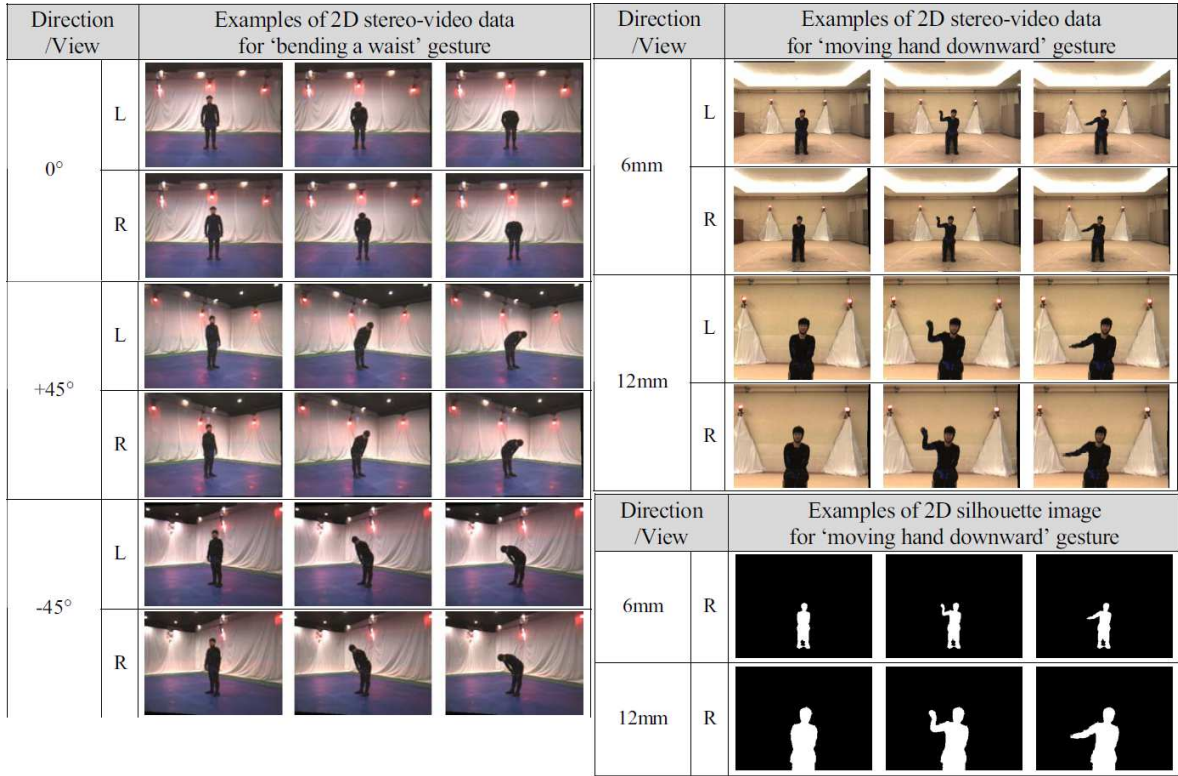 Direction
/View
Examples of 2D stereo-video data
for ‘bending a waist’ gesture
0°
L
R
+45°
L
R
-45°
L
R
Direction
/View
Examples of 2D stereo-video data
for ‘moving hand downward’ gesture
6mm
L
R
12mm
L
R
Direction
/View
Examples of 2D silhouette image
for ‘moving hand downward’ gesture
6mm
R
12mm
R